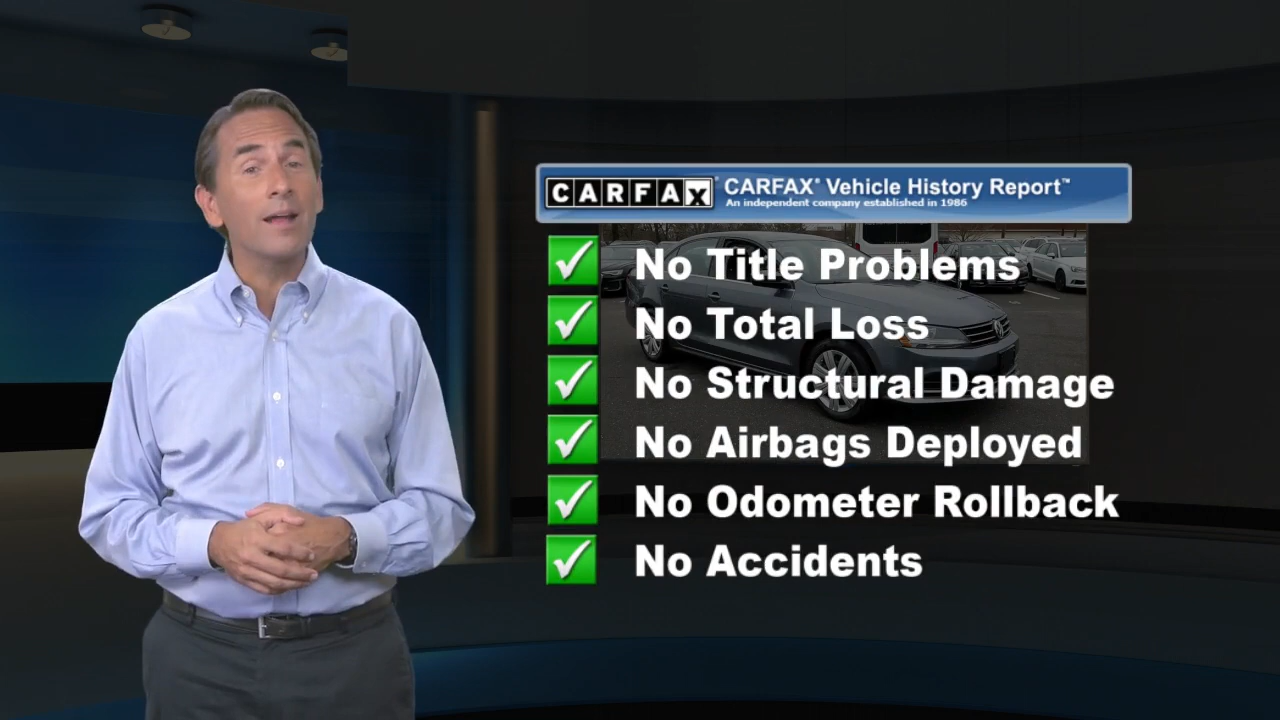 CARFAX® CARFAX® Vehicle History Report™
An independent company established in 1986
No Title Problems
No Total Loss
No Structural Damage
No Airbags Deployed
No Odometer Rollback
No Accidents